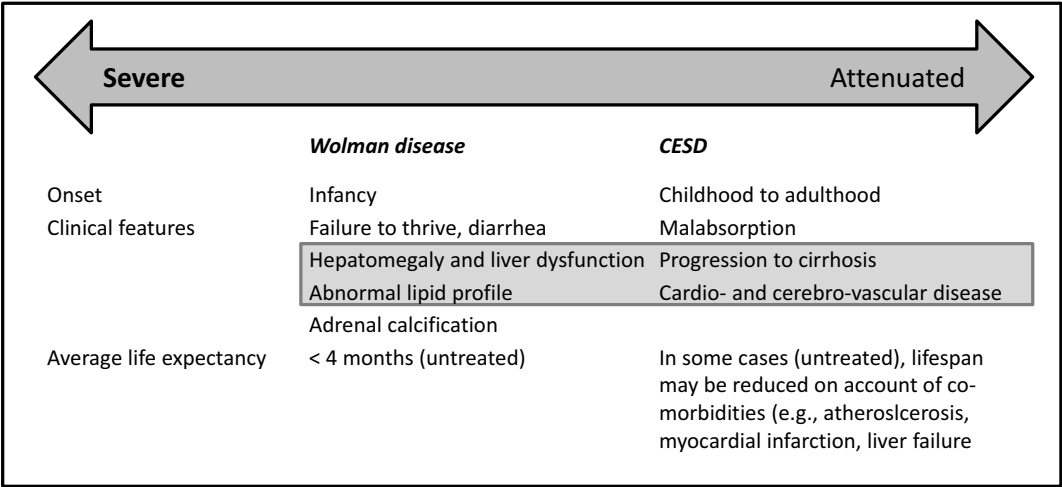 Severe Attenuated
Wolman disease CESD
Onset Infancy Childhood to adulthood
Clinical features Failure to thrive, diarrhea Malabsorption
Hepatomegaly and liver dysfunction Progression to cirrhosis
Abnormal lipid profile Cardio- and cerebro-vascular disease
Adrenal calcification
Average life expectancy < 4 months (untreated) In some cases (untreated), lifespan
may be reduced on account of co-
morbidities (e.g., atheroslcerosis,
myocardial infarction, liver failure